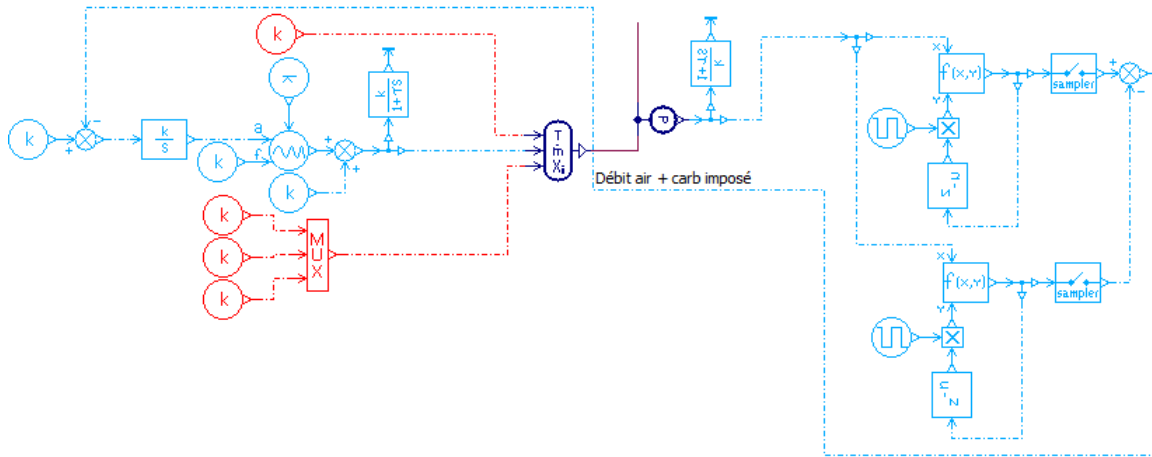 k
k
k
1+τS
k
1+τS
P
x
f(x,y)
Y
sampler
+
-
k
+
-
k
s
a
f
k
+
+
k
T
ṁ
Xi
Débit air + carb imposé
z⁻ⁿ
k
k
k
MUX
x
f(x,y)
Y
sampler
z⁻ⁿ